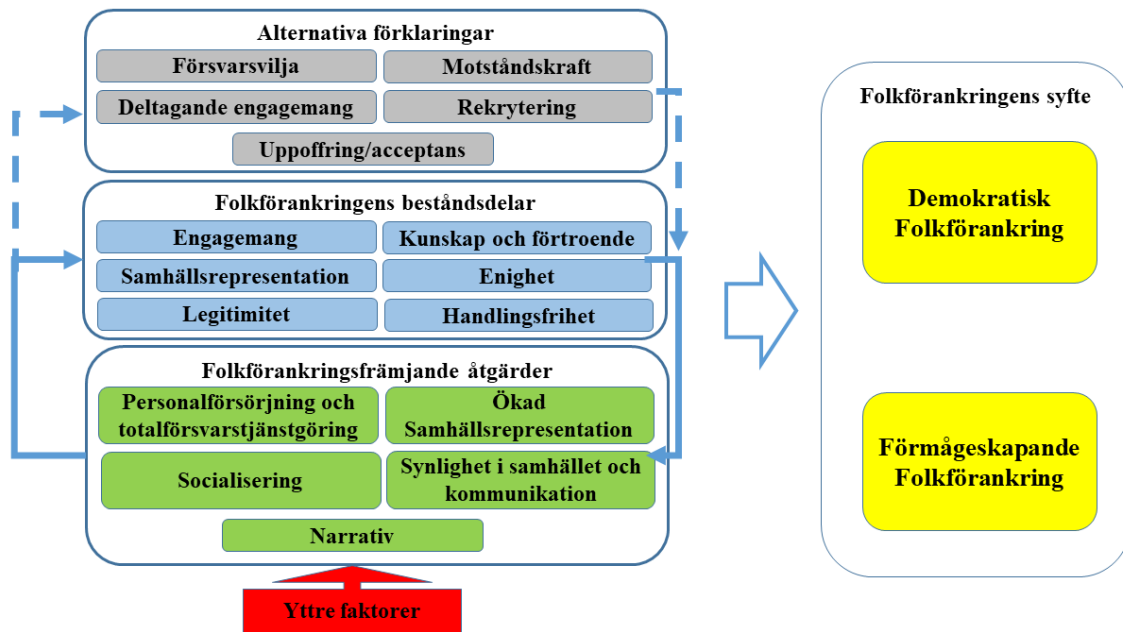 Alternativa förklaringar
Försvarsvilja
Motståndskraft
Deltagande engagemang
Rekrytering
Uppoffring/acceptans
Folkförankringens beståndsdelar
Engagemang
Kunskap och förtroende
Samhällsrepresentation
Enighet
Legitimitet
Handlingsfrihet
Folkförankringsfrämjande åtgärder
Personalförsörjning och
totalförsvarstjänstgöring
Ökad
Samhällsrepresentation
Socialisering
Synlighet i samhället och
kommunikation
Narrativ
Yttre faktorer
Folkförankringens syfte
Demokratisk
Folkförankring
Förmågeskapande
Folkförankring